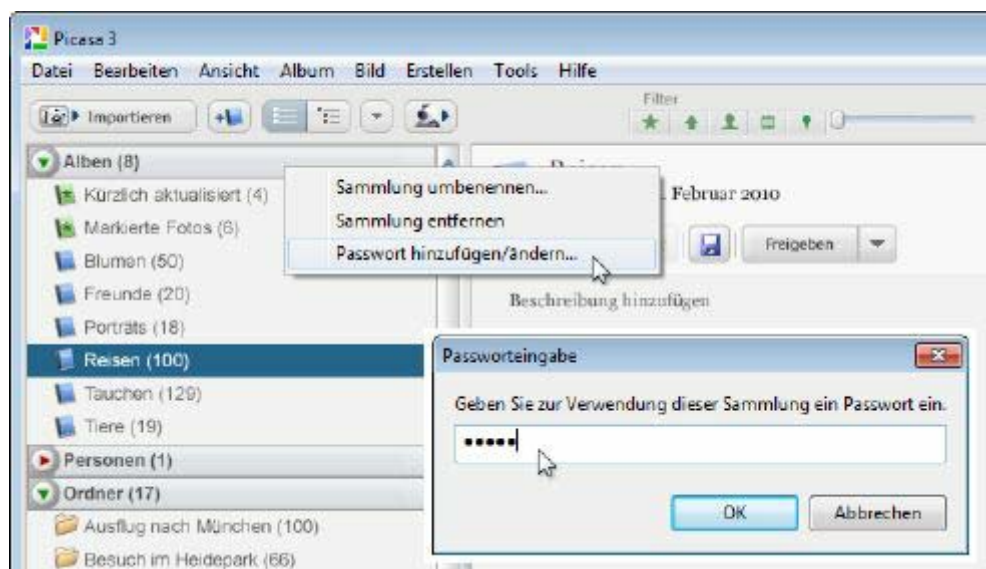 Picasa 3
Datei Bearbeiten Ansicht Album Bild Erstellen Tools Hilfe
Importieren
Filter
Alben (8)
Kürzlich aktualisiert (4)
Markierte Fotos (6)
Blumen (50)
Freunde (20)
Porträts (18)
Reisen (100)
Tauchen (129)
Tiere (19)
Personen (1)
Ordner (17)
Ausflug nach München (100)
Besuch im Heidepark (66)
Sammlung umbenennen...
Sammlung entfernen
Passwort hinzufügen/ändern...
Februar 2010
Freigeben
Beschreibung hinzufügen
Passworteingabe
Geben Sie zur Verwendung dieser Sammlung ein Passwort ein.
OK Abbrechen